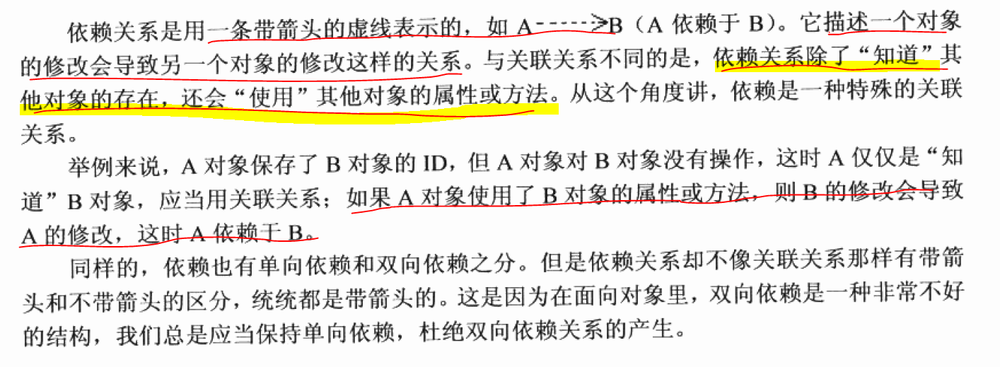 依赖关系是用一条带箭头的虚线表示的，如 A------>B（A 依赖于 B）。它描述一个对象
的修改会导致另一个对象的修改这样的关系。与关联关系不同的是，依赖关系除了“知道”其
他对象的存在，还会“使用”其他对象的属性或方法。从这个角度讲，依赖是一种特殊的关联
关系。
举例来说，A 对象保存了 B 对象的 ID，但 A 对象对 B 对象没有操作，这时 A 仅仅是“知
道”B 对象，应当用关联关系；如果 A 对象使用了 B 对象的属性或方法，则 B 的修改会导致
A 的修改，这时 A 依赖于 B。
同样的，依赖也有单向依赖和双向依赖之分。但是依赖关系却不像关联关系那样有带箭
头和不带箭头的区分，统统都是带箭头的。这是因为在面向对象里，双向依赖是一种非常不好
的结构，我们总是应当保持单向依赖，杜绝双向依赖关系的产生。